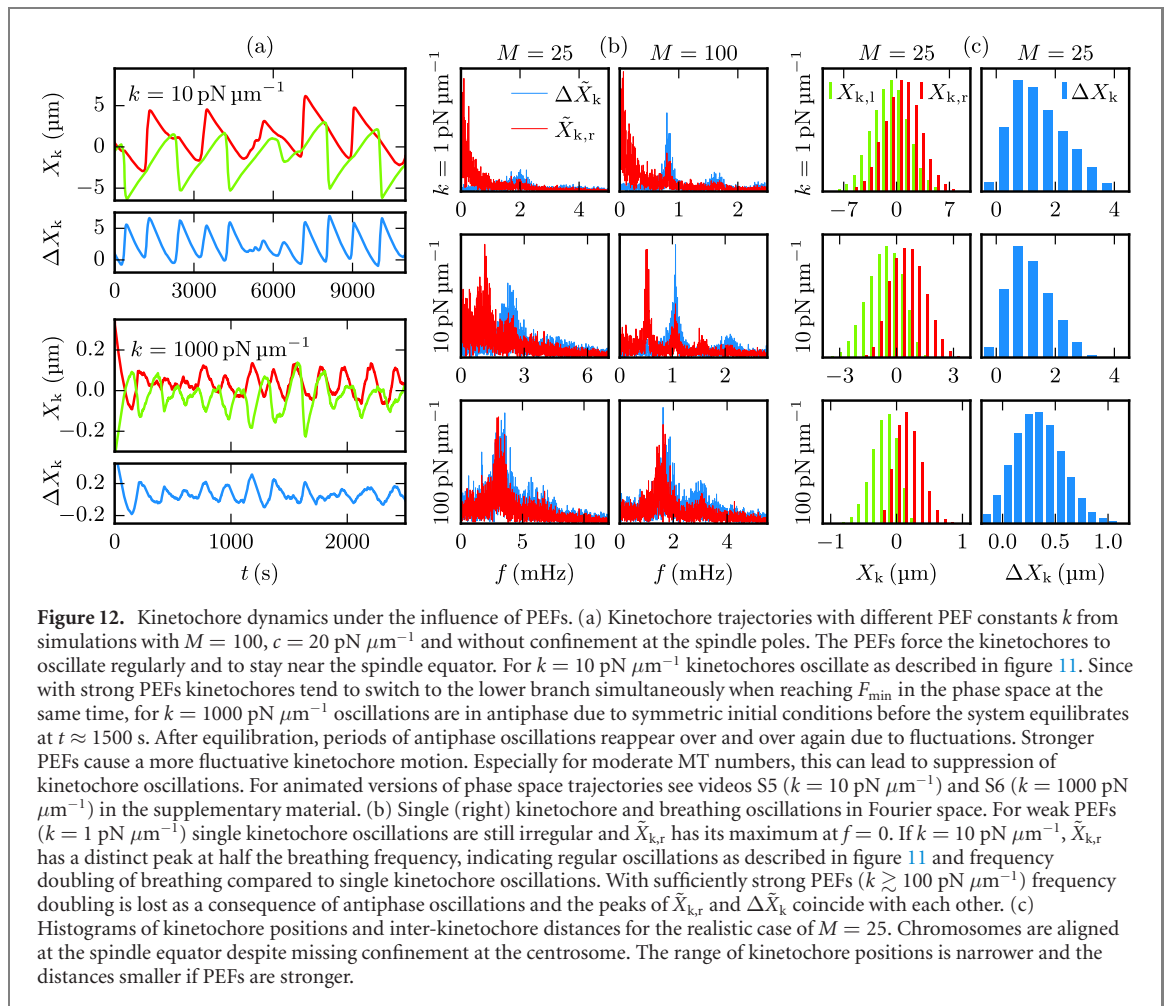 (a)
(b)
(c)
M = 25
M = 100
M = 25
M = 25
k = 10 pN μm⁻¹
X_k (μm)
5
0
−5
ΔX_k
5
0
0
3000
6000
9000
k = 1000 pN μm⁻¹
X_k (μm)
0.2
0.0
−0.2
ΔX_k
0.2
−0.2
0
1000
2000
t (s)
k = 1 pN μm⁻¹
ΔX̃_k
X̃_k,r
0
2
4
0
1
2
10 pN μm⁻¹
0
3
6
0
1
2
100 pN μm⁻¹
0
5
10
0
2
4
f (mHz)
f (mHz)
k = 1 pN μm⁻¹
X_k,l
X_k,r
ΔX_k
−7
0
7
0
2
4
10 pN μm⁻¹
−3
0
3
0
2
4
100 pN μm⁻¹
−1
0
1
0.0
0.5
1.0
X_k (μm)
ΔX_k (μm)
Figure 12. Kinetochore dynamics under the influence of PEFs. (a) Kinetochore trajectories with different PEF constants k from
simulations with M = 100, c = 20 pN μm⁻¹ and without confinement at the spindle poles. The PEFs force the kinetochores to
oscillate regularly and to stay near the spindle equator. For k = 10 pN μm⁻¹ kinetochores oscillate as described in figure 11. Since
with strong PEFs kinetochores tend to switch to the lower branch simultaneously when reaching F_min in the phase space at the
same time, for k = 1000 pN μm⁻¹ oscillations are in antiphase due to symmetric initial conditions before the system equilibrates
at t ≈ 1500 s. After equilibration, periods of antiphase oscillations reappear over and over again due to fluctuations. Stronger
PEFs cause a more fluctuative kinetochore motion. Especially for moderate MT numbers, this can lead to suppression of
kinetochore oscillations. For animated versions of phase space trajectories see videos S5 (k = 10 pN μm⁻¹) and S6 (k = 1000 pN
μm⁻¹) in the supplementary material. (b) Single (right) kinetochore and breathing oscillations in Fourier space. For weak PEFs
(k = 1 pN μm⁻¹) single kinetochore oscillations are still irregular and X̃_k,r has its maximum at f = 0. If k = 10 pN μm⁻¹, X̃_k,r
has a distinct peak at half the breathing frequency, indicating regular oscillations as described in figure 11 and frequency
doubling of breathing compared to single kinetochore oscillations. With sufficiently strong PEFs (k ≳ 100 pN μm⁻¹) frequency
doubling is lost as a consequence of antiphase oscillations and the peaks of X̃_k,r and ΔX̃_k coincide with each other. (c)
Histograms of kinetochore positions and inter-kinetochore distances for the realistic case of M = 25. Chromosomes are aligned
at the spindle equator despite missing confinement at the centrosome. The range of kinetochore positions is narrower and the
distances smaller if PEFs are stronger.